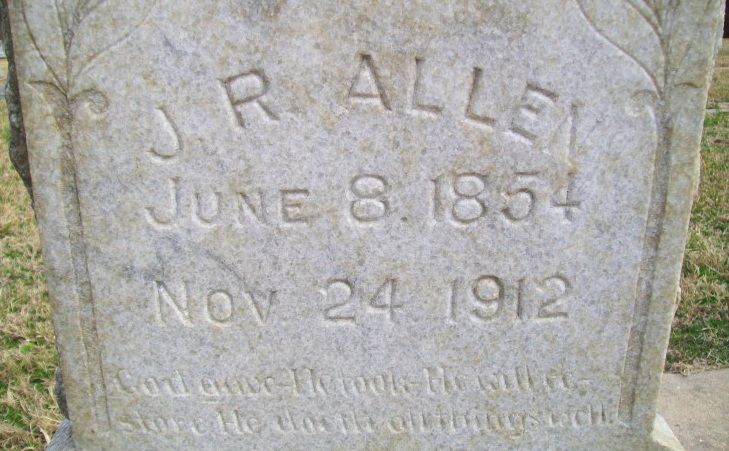 J. R. ALLEN
JUNE 8. 1854
NOV 24 1912
God gave-He took-He will re-
store He doeth all things well.